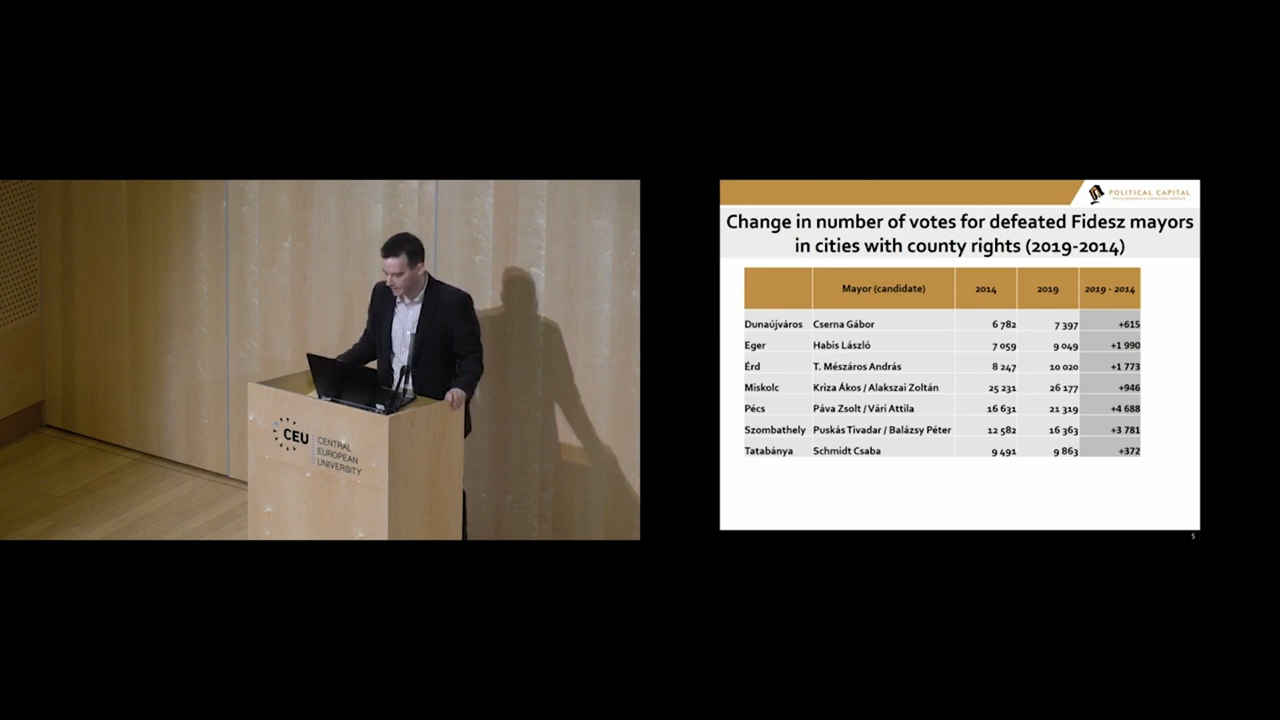 CEU
CENTRAL
EUROPEAN
UNIVERSITY
POLITICAL CAPITAL
Change in number of votes for defeated Fidesz mayors
in cities with county rights (2019-2014)
Mayor (candidate) 2014 2019 2019 - 2014
Dunaújváros Cserna Gábor 6 782 7 397 +615
Eger Habis László 7 059 9 049 +1 990
Érd T. Mészáros András 8 247 10 020 +1 773
Miskolc Kriza Ákos / Alakszai Zoltán 25 231 26 177 +946
Pécs Páva Zsolt / Vári Attila 16 631 21 319 +4 688
Szombathely Puskás Tivadar / Balázsy Péter 12 582 16 363 +3 781
Tatabánya Schmidt Csaba 9 491 9 863 +372
5